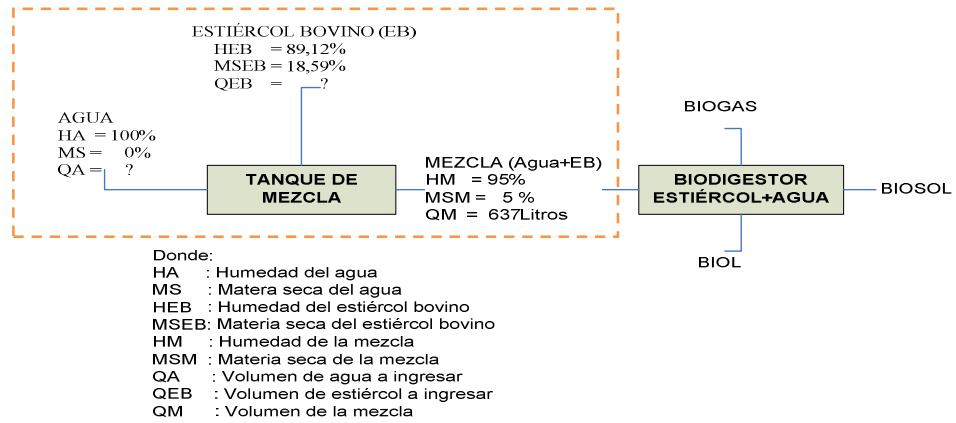 ESTIÉRCOL BOVINO (EB)
HEB = 89,12%
MSEB = 18,59%
QEB = ?
AGUA
HA = 100%
MS = 0%
QA = ?
TANQUE DE
MEZCLA
MEZCLA (Agua+EB)
HM = 95%
MSM = 5 %
QM = 637Litros
BIOGAS
BIODIGESTOR
ESTIÉRCOL+AGUA
BIOSOL
BIOL
Donde:
HA : Humedad del agua
MS : Matera seca del agua
HEB : Humedad del estiércol bovino
MSEB: Materia seca del estiércol bovino
HM : Humedad de la mezcla
MSM : Materia seca de la mezcla
QA : Volumen de agua a ingresar
QEB : Volumen de estiércol a ingresar
QM : Volumen de la mezcla